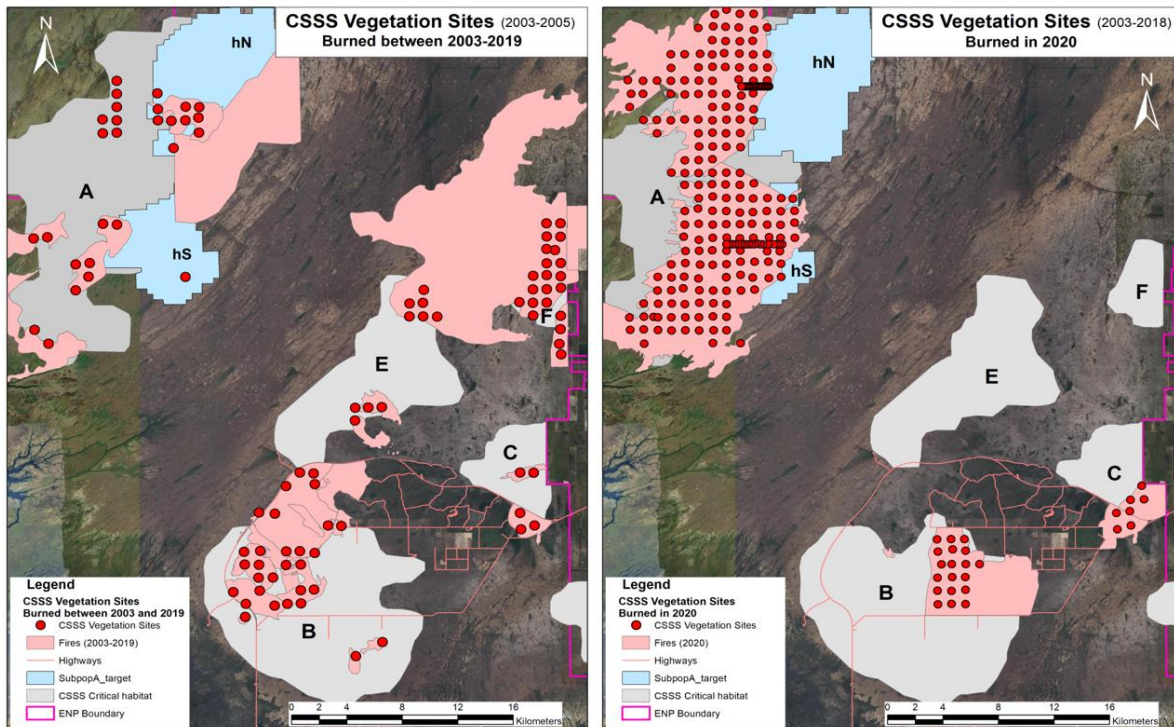 CSSS Vegetation Sites (2003-2005)
Burned between 2003-2019
N
hN
A
hS
F
E
C
B
Legend
CSSS Vegetation Sites
Burned between 2003 and 2019
CSSS Vegetation Sites
Fires (2003-2019)
Highways
SubpopA_target
CSSS Critical habitat
ENP Boundary
0 2 4 8 12 16
Kilometers
CSSS Vegetation Sites (2003-2018)
Burned in 2020
N
hN
A
hS
F
E
C
B
Legend
CSSS Vegetation Sites
Burned in 2020
CSSS Vegetation Sites
Fires (2020)
Highways
SubpopA_target
CSSS Critical habitat
ENP Boundary
0 2 4 8 12 16
Kilometers